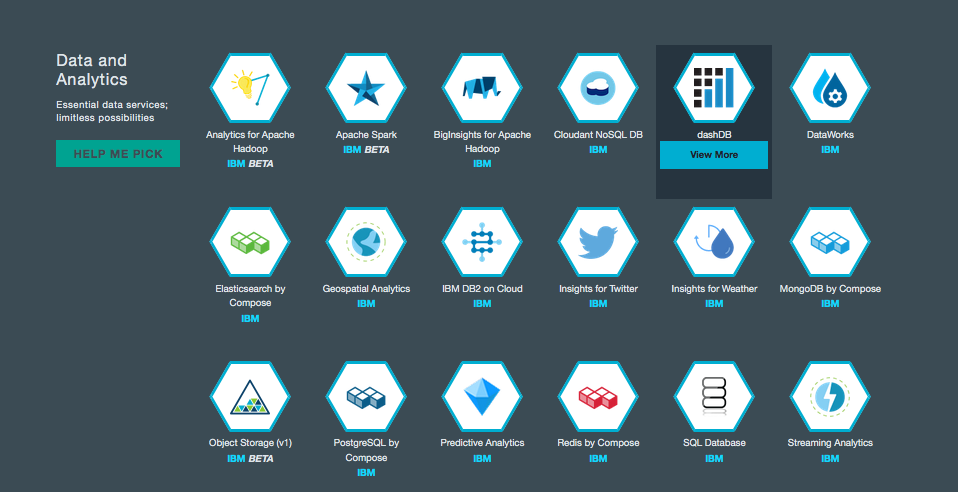 Data and
Analytics
Essential data services;
limitless possibilities
HELP ME PICK
Analytics for Apache
Hadoop
IBM BETA
Apache Spark
IBM BETA
BigInsights for Apache
Hadoop
IBM
Cloudant NoSQL DB
IBM
dashDB
View More
DataWorks
IBM
Elasticsearch by
Compose
IBM
Geospatial Analytics
IBM
IBM DB2 on Cloud
IBM
Insights for Twitter
IBM
Insights for Weather
IBM
MongoDB by Compose
IBM
Object Storage (v1)
IBM BETA
PostgreSQL by
Compose
IBM
Predictive Analytics
IBM
Redis by Compose
IBM
SQL Database
IBM
Streaming Analytics
IBM